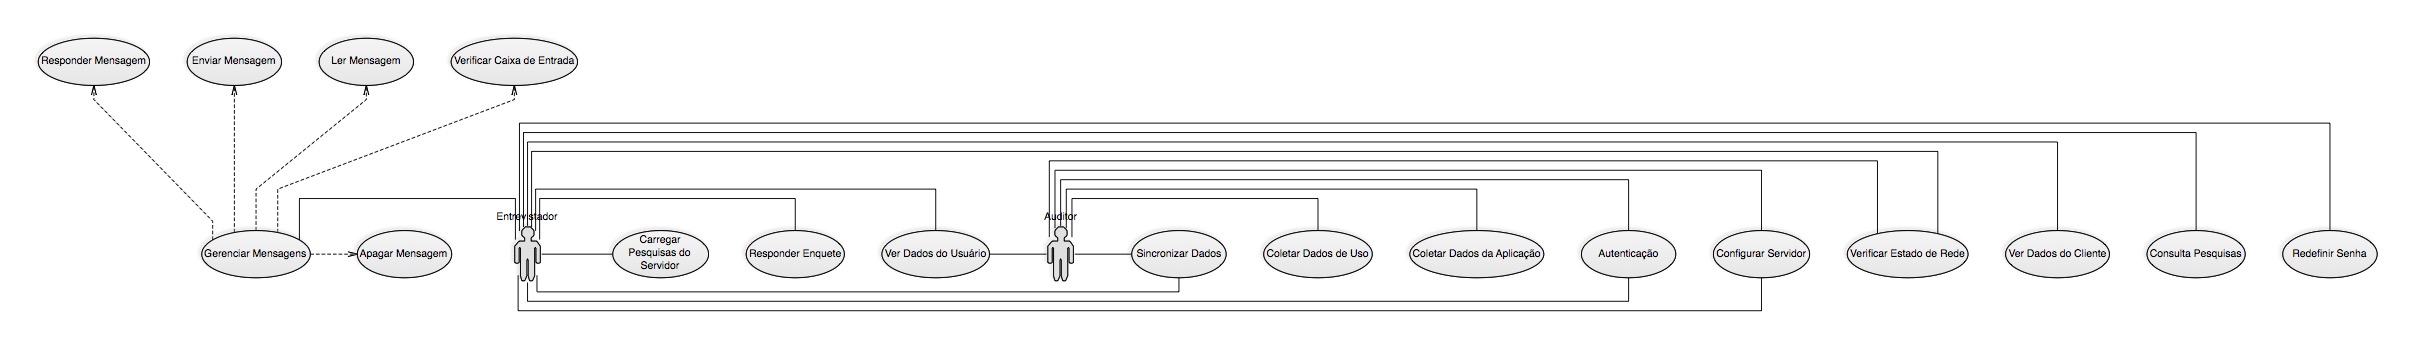 Responder Mensagem
Enviar Mensagem
Ler Mensagem
Verificar Caixa de Entrada
Entrevistador
Auditor
Gerenciar Mensagens
Apagar Mensagem
Carregar
Pesquisas do
Servidor
Responder Enquete
Ver Dados do Usuário
Sincronizar Dados
Coletar Dados de Uso
Coletar Dados da Aplicação
Autenticação
Configurar Servidor
Verificar Estado de Rede
Ver Dados do Cliente
Consulta Pesquisas
Redefinir Senha